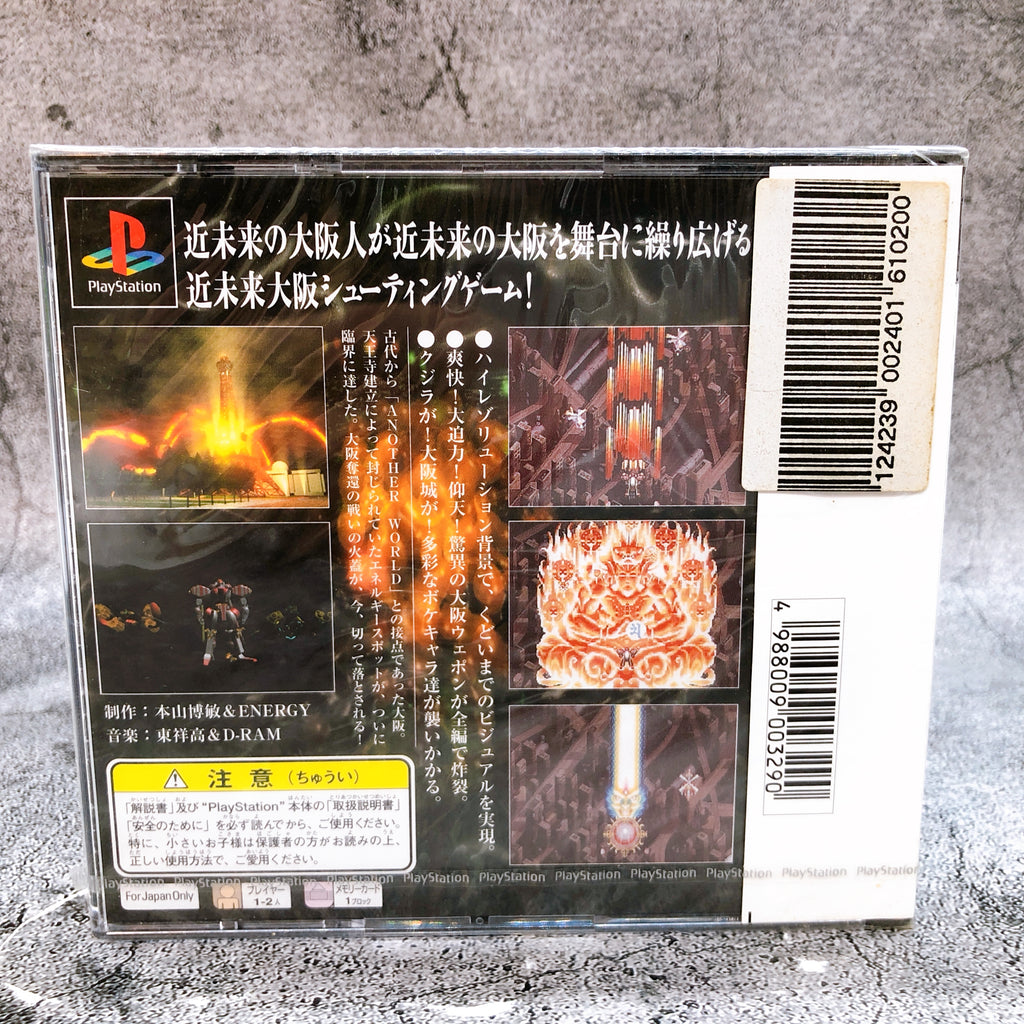 PlayStation
近未来の大阪人が近未来の大阪を舞台に繰り広げる
近未来大阪シューティングゲーム!
●ハイレゾリューション背景で、くどいまでのビジュアルを実現。
●爽快!大迫力!仰天!驚異の大阪ウェポンが全編で炸裂。
●クジラが!大阪城が!多彩なボケキャラ達が襲いかかる。
古代から「ANOTHER WORLD」との接点であった大阪。
天王寺建立によって封じられていたエネルギースポットが、ついに
臨界に達した。大阪奪還の戦いの火蓋が、今、切って落とされる!
制作:本山博敏&ENERGY
音楽:東祥高&D-RAM
注意(ちゅうい)
「解説書」及び“PlayStation”本体の「取扱説明書」
「安全のために」を必ず読んでから、ご使用ください。
特に、小さいお子様は保護者の方がお読みの上、
正しい使用方法で、ご愛用ください。
PlayStation PlayStation PlayStation PlayStation PlayStation PlayStation PlayStation PlayStation PlayStation PlayStation
For Japan Only
プレイヤー
1-2人
メモリーカード
1ブロック
124239 002401 610200
4 988009 003290